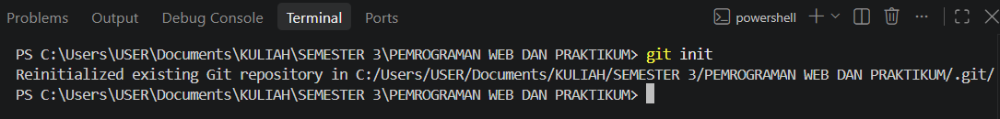 Problems Output Debug Console Terminal Ports powershell
PS C:\Users\USER\Documents\KULIAH\SEMESTER 3\PEMROGRAMAN WEB DAN PRAKTIKUM> git init
Reinitialized existing Git repository in C:/Users/USER/Documents/KULIAH/SEMESTER 3/PEMROGRAMAN WEB DAN PRAKTIKUM/.git/
PS C:\Users\USER\Documents\KULIAH\SEMESTER 3\PEMROGRAMAN WEB DAN PRAKTIKUM>